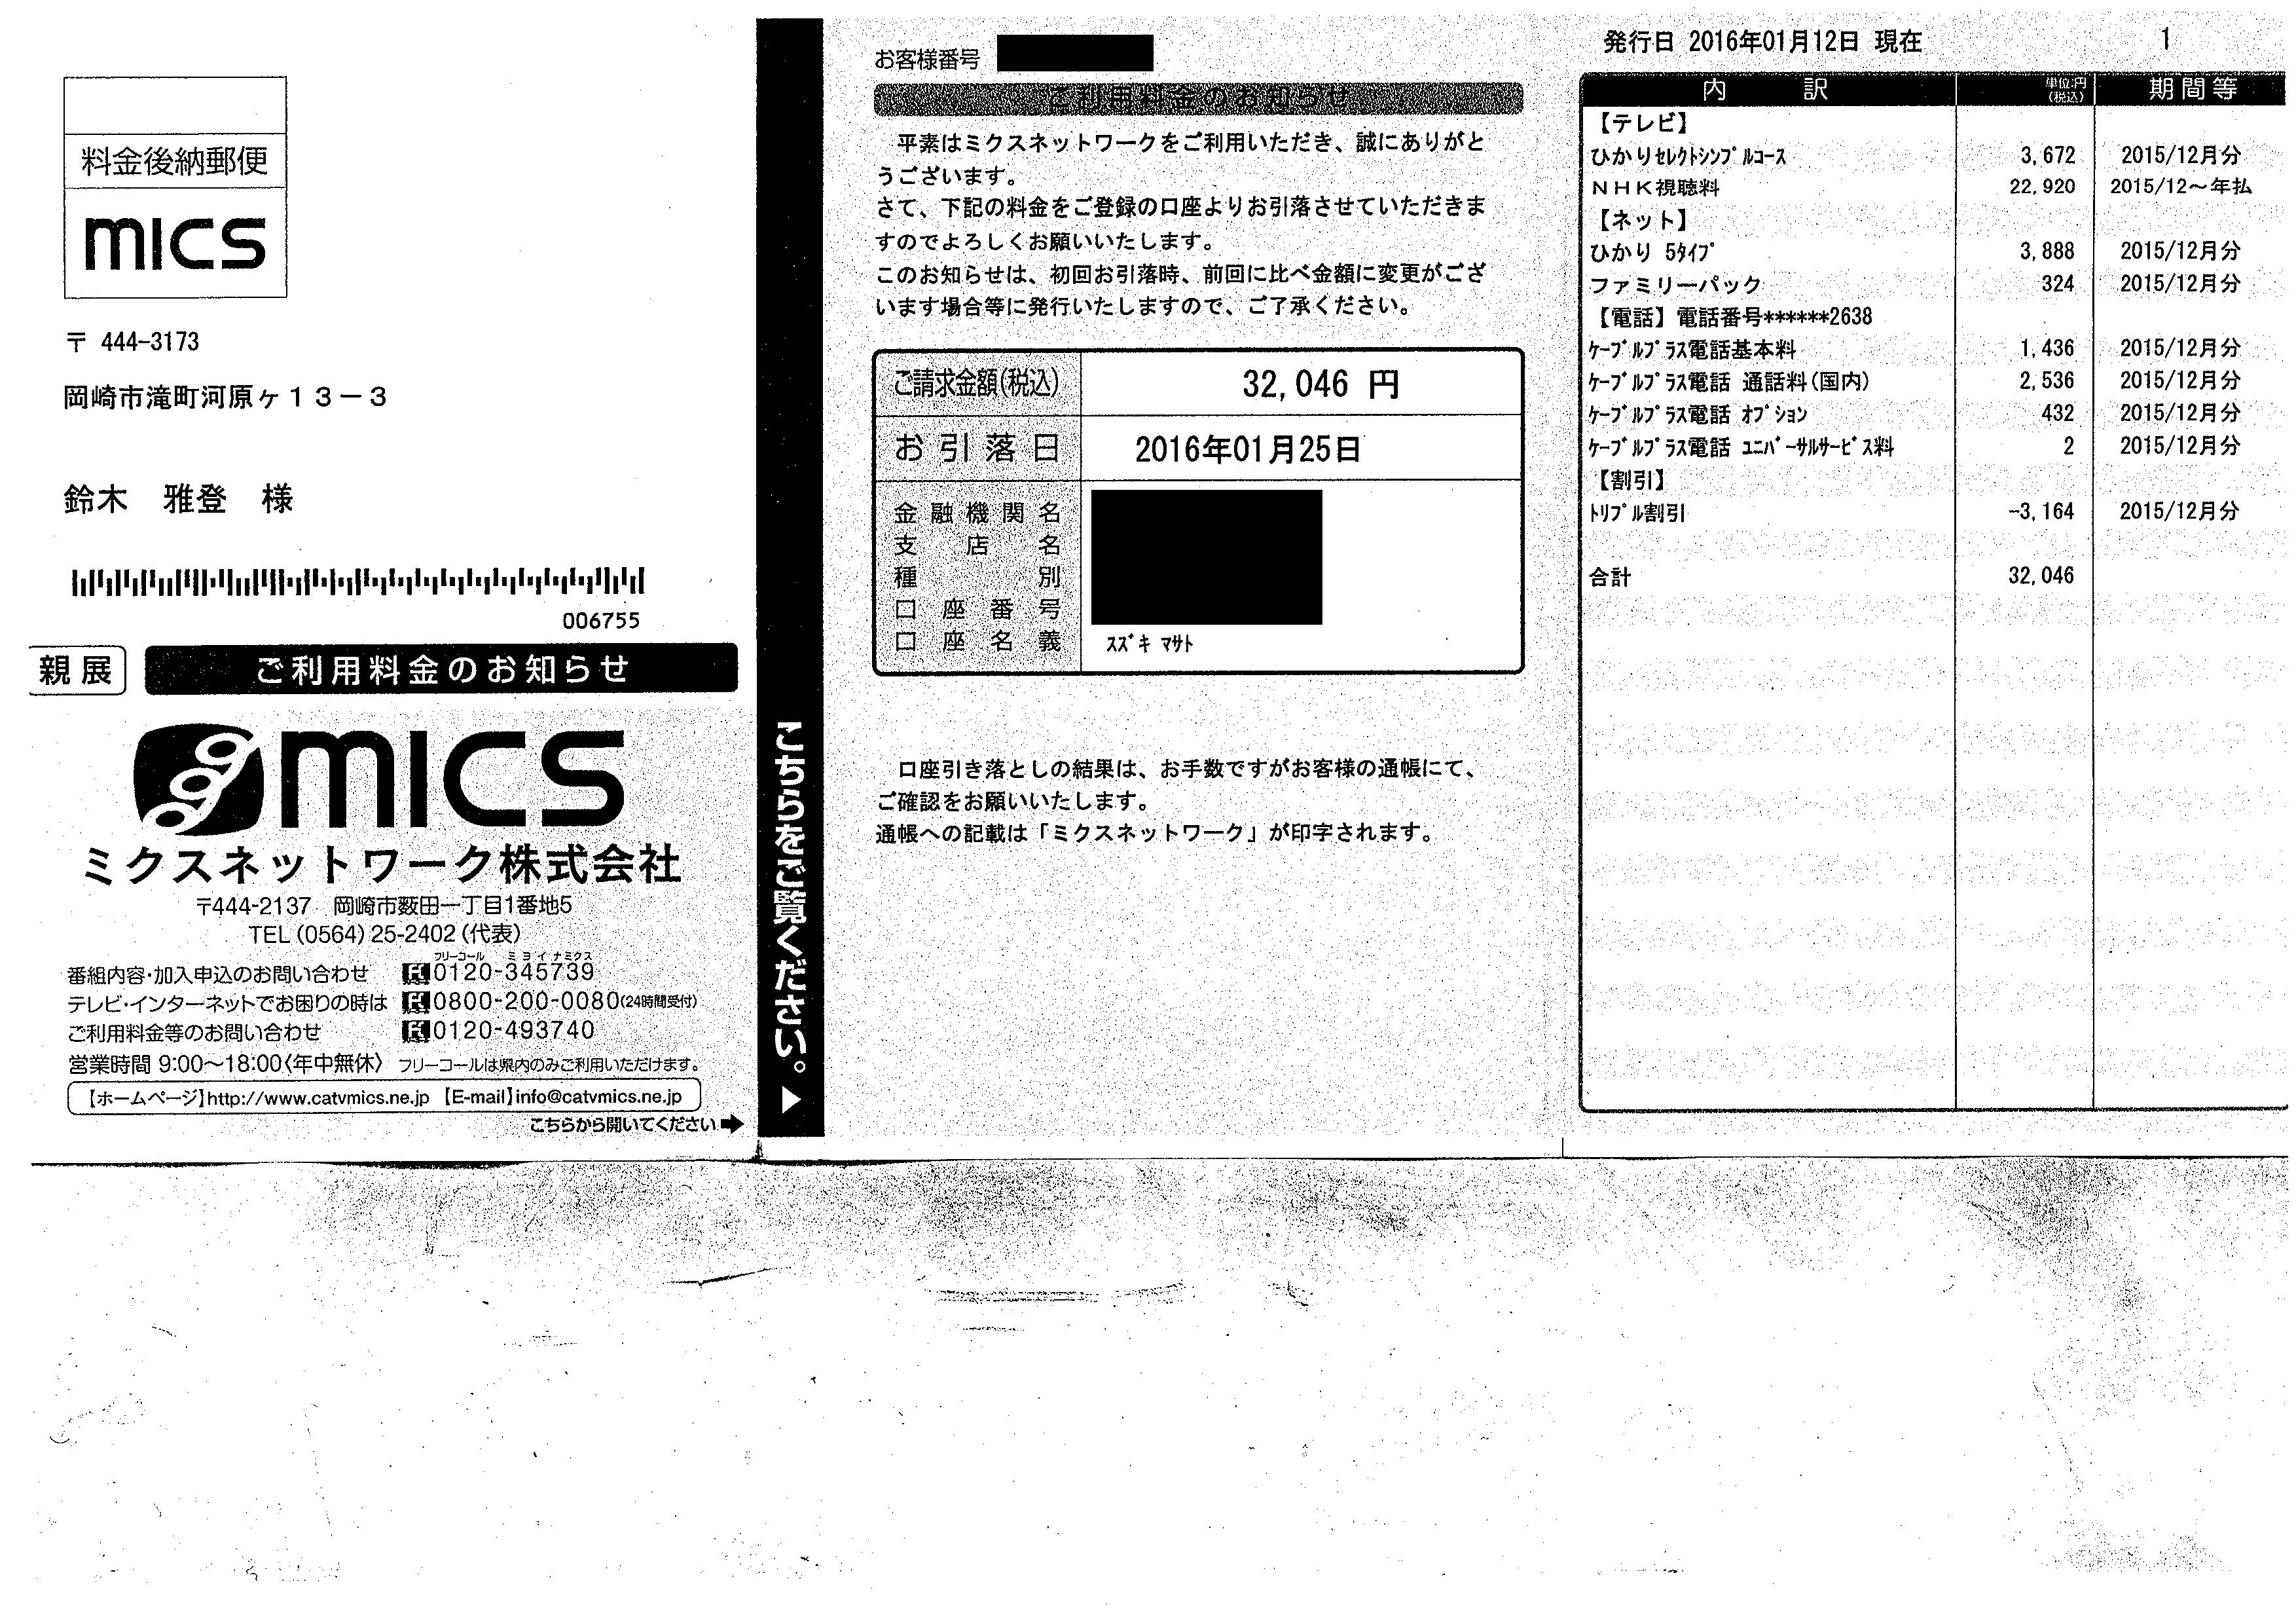 料金後納郵便
mics
〒 444-3173
岡崎市滝町河原ヶ13-3
鈴木 雅登 様
006755
親展
ご利用料金のお知らせ
mics
ミクスネットワーク株式会社
〒444-2137 岡崎市薮田一丁目1番地5
TEL(0564)25-2402(代表)
フリーコール ミヨイナミクス
番組内容・加入申込のお問い合わせ 0120-345739
テレビ・インターネットでお困りの時は 0800-200-0080(24時間受付)
ご利用料金等のお問い合わせ 0120-493740
営業時間 9:00~18:00〈年中無休〉 フリーコールは県内のみご利用いただけます。
【ホームページ】http://www.catvmics.ne.jp 【E-mail】info@catvmics.ne.jp
こちらから開いてください➡
こちらをご覧ください。▶
お客様番号
ご利用料金のお知らせ
平素はミクスネットワークをご利用いただき、誠にありがと
うございます。
さて、下記の料金をご登録の口座よりお引落させていただきま
すのでよろしくお願いいたします。
このお知らせは、初回お引落時、前回に比べ金額に変更がござ
います場合等に発行いたしますので、ご了承ください。
ご請求金額(税込) 32,046 円
お引落日 2016年01月25日
金融機関名
支店名
種別
口座番号
口座名義 ｽｽﾞｷ ﾏｻﾄ
口座引き落としの結果は、お手数ですがお客様の通帳にて、
ご確認をお願いいたします。
通帳への記載は「ミクスネットワーク」が印字されます。
発行日 2016年01月12日 現在 1
内訳 単位:円(税込) 期間等
【テレビ】
ひかりｾﾚｸﾄｼﾝﾌﾟﾙｺｰｽ 3,672 2015/12月分
ＮＨＫ視聴料 22,920 2015/12～年払
【ネット】
ひかり 5ﾀｲﾌﾟ 3,888 2015/12月分
ファミリーパック 324 2015/12月分
【電話】電話番号******2638
ｹｰﾌﾞﾙﾌﾟﾗｽ電話基本料 1,436 2015/12月分
ｹｰﾌﾞﾙﾌﾟﾗｽ電話 通話料(国内) 2,536 2015/12月分
ｹｰﾌﾞﾙﾌﾟﾗｽ電話 ｵﾌﾟｼｮﾝ 432 2015/12月分
ｹｰﾌﾞﾙﾌﾟﾗｽ電話 ﾕﾆﾊﾞｰｻﾙｻｰﾋﾞｽ料 2 2015/12月分
【割引】
ﾄﾘﾌﾟﾙ割引 -3,164 2015/12月分
合計 32,046